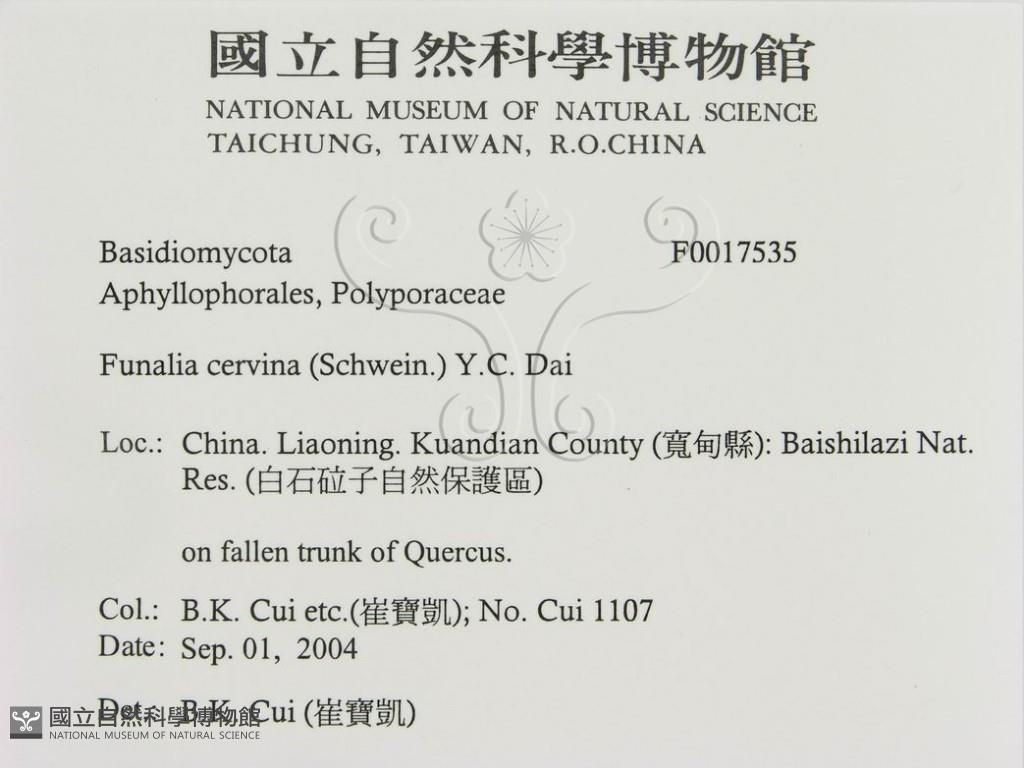 國立自然科學博物館
NATIONAL MUSEUM OF NATURAL SCIENCE
TAICHUNG, TAIWAN, R.O.CHINA
Basidiomycota F0017535
Aphyllophorales, Polyporaceae
Funalia cervina (Schwein.) Y.C. Dai
Loc.: China. Liaoning. Kuandian County (寬甸縣): Baishilazi Nat.
Res. (白石砬子自然保護區)
on fallen trunk of Quercus.
Col.: B.K. Cui etc.(崔寶凱); No. Cui 1107
Date: Sep. 01, 2004
Det.: B.K. Cui (崔寶凱)
國立自然科學博物館
NATIONAL MUSEUM OF NATURAL SCIENCE